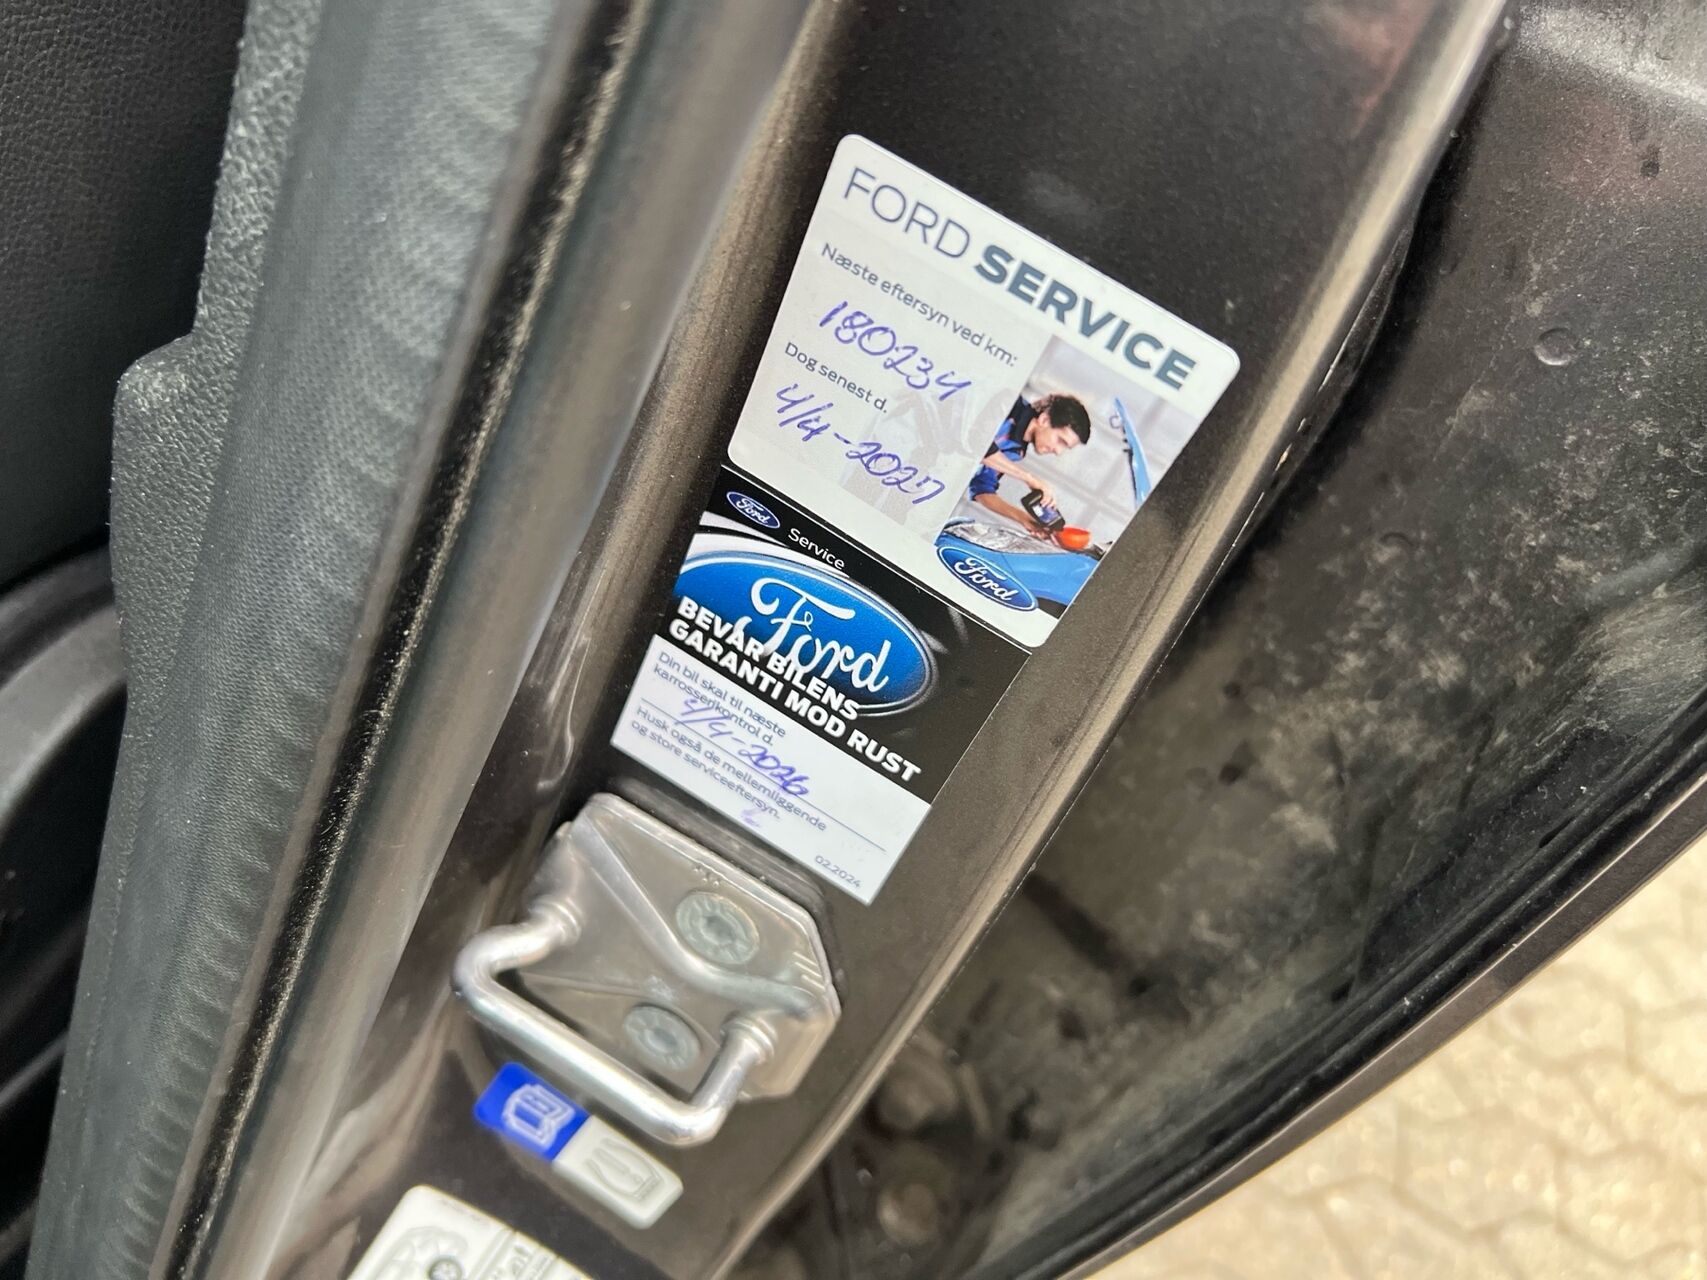 FORD SERVICE
Næste eftersyn ved km:
180234
Dog senest d.
4/4-2027
Ford
Ford
Service
Ford
BEVAR BILENS
GARANTI MOD RUST
Din bil skal til næste
karrosserikontrol d.
4/4-2026
Husk også de mellemliggende
og store serviceeftersyn.
02.2024